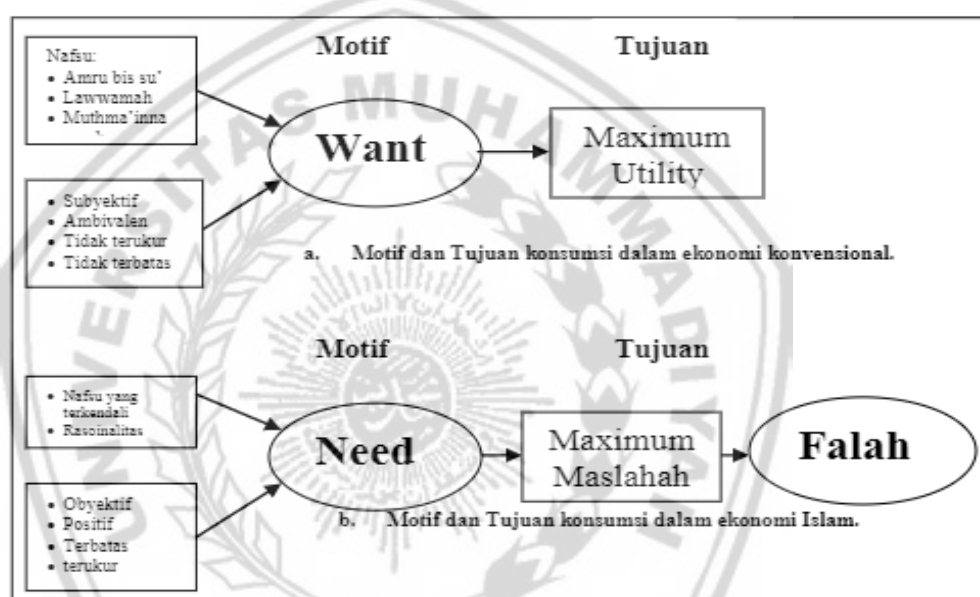 Motif Tujuan
Nafsu:
• Amru bis su'
• Lawwamah
• Muthma'inna
Want
Maximum
Utility
• Subyektif
• Ambivalen
• Tidak terukur
• Tidak terbatas
a. Motif dan Tujuan konsumsi dalam ekonomi konvensional.
Motif Tujuan
• Nafsu yang
terkendali
• Rasoinalitas
Need
Maximum
Maslahah
Falah
• Obyektif
• Positif
• Terbatas
• terukur
b. Motif dan Tujuan konsumsi dalam ekonomi Islam.
UNIVERSITAS MUHAMMADIYAH